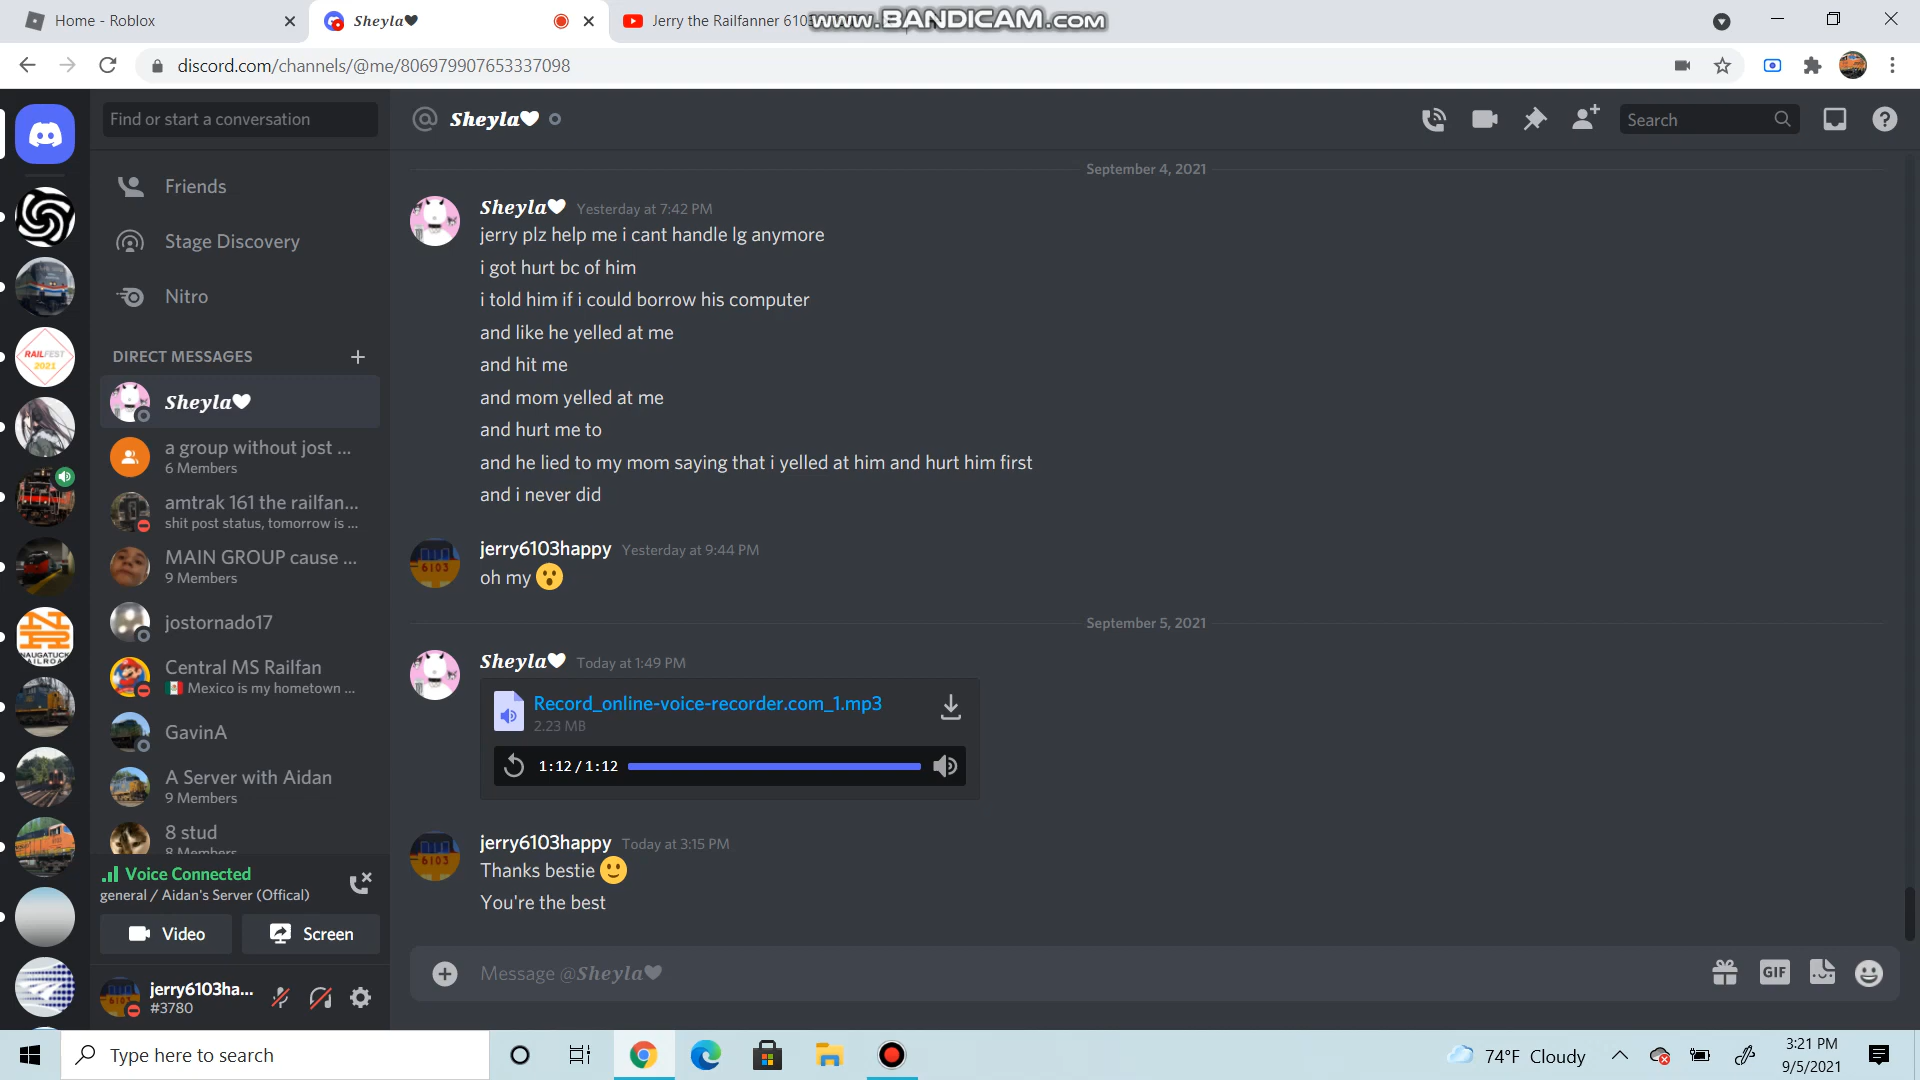 Home - Roblox
Sheyla🤍
Jerry the Railfanner 6103
www.BANDICAM.com
discord.com/channels/@me/806979907653337098
Find or start a conversation
@ Sheyla🤍
Search
Friends
Stage Discovery
Nitro
DIRECT MESSAGES
Sheyla🤍
a group without jost ...
6 Members
amtrak 161 the railfan...
shit post status, tomorrow is ...
MAIN GROUP cause ...
9 Members
jostornado17
Central MS Railfan
🇲🇽 Mexico is my hometown ...
GavinA
A Server with Aidan
9 Members
8 stud
8 Members
RAILFEST
2021
NAUGATUCK
Voice Connected
general / Aidan's Server (Offical)
Video
Screen
jerry6103ha...
#3780
September 4, 2021
Sheyla🤍 Yesterday at 7:42 PM
jerry plz help me i cant handle lg anymore
i got hurt bc of him
i told him if i could borrow his computer
and like he yelled at me
and hit me
and mom yelled at me
and hurt me to
and he lied to my mom saying that i yelled at him and hurt him first
and i never did
6103
jerry6103happy Yesterday at 9:44 PM
oh my 😮
September 5, 2021
Sheyla🤍 Today at 1:49 PM
Record_online-voice-recorder.com_1.mp3
2.23 MB
1:12/1:12
6103
jerry6103happy Today at 3:15 PM
Thanks bestie 🙂
You're the best
Message @Sheyla🤍
GIF
Type here to search
74°F Cloudy
3:21 PM
9/5/2021